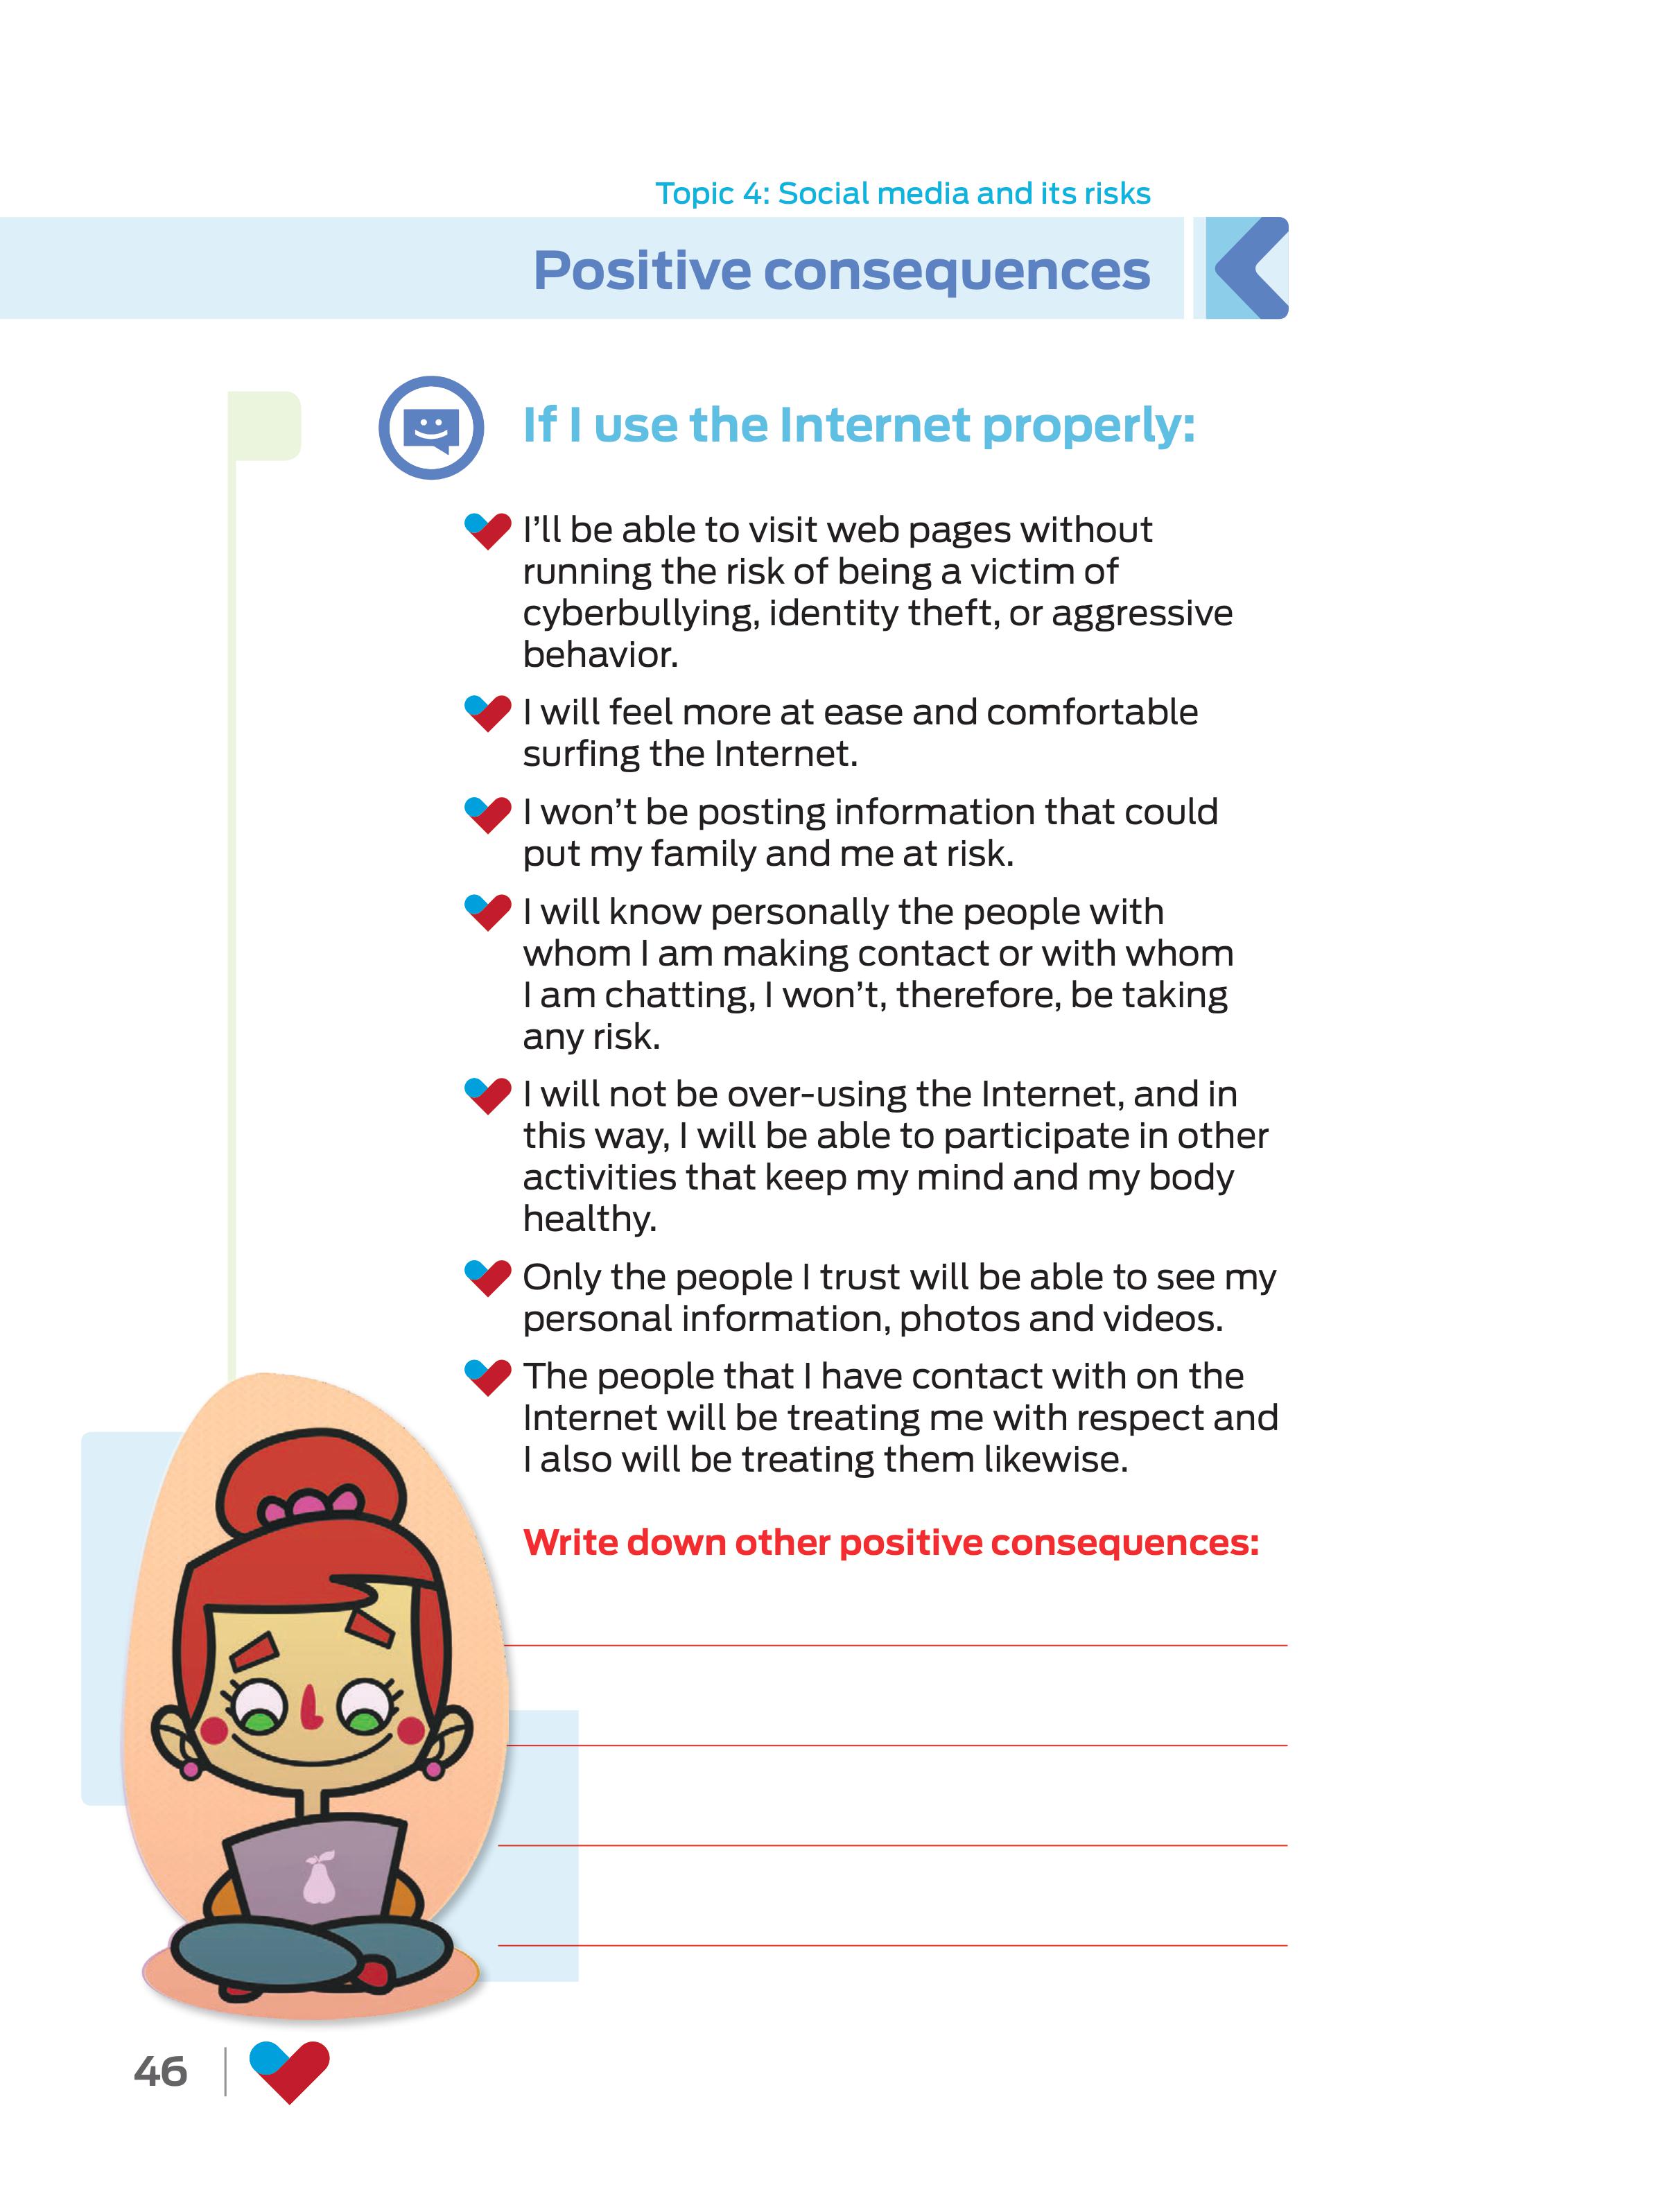 Topic 4: Social media and its risks
Positive consequences
If I use the Internet properly:
I'll be able to visit web pages without
running the risk of being a victim of
cyberbullying, identity theft, or aggressive
behavior.
I will feel more at ease and comfortable
surfing the Internet.
I won't be posting information that could
put my family and me at risk.
I will know personally the people with
whom I am making contact or with whom
I am chatting, I won't, therefore, be taking
any risk.
I will not be over-using the Internet, and in
this way, I will be able to participate in other
activities that keep my mind and my body
healthy.
Only the people I trust will be able to see my
personal information, photos and videos.
The people that I have contact with on the
Internet will be treating me with respect and
I also will be treating them likewise.
Write down other positive consequences:
46